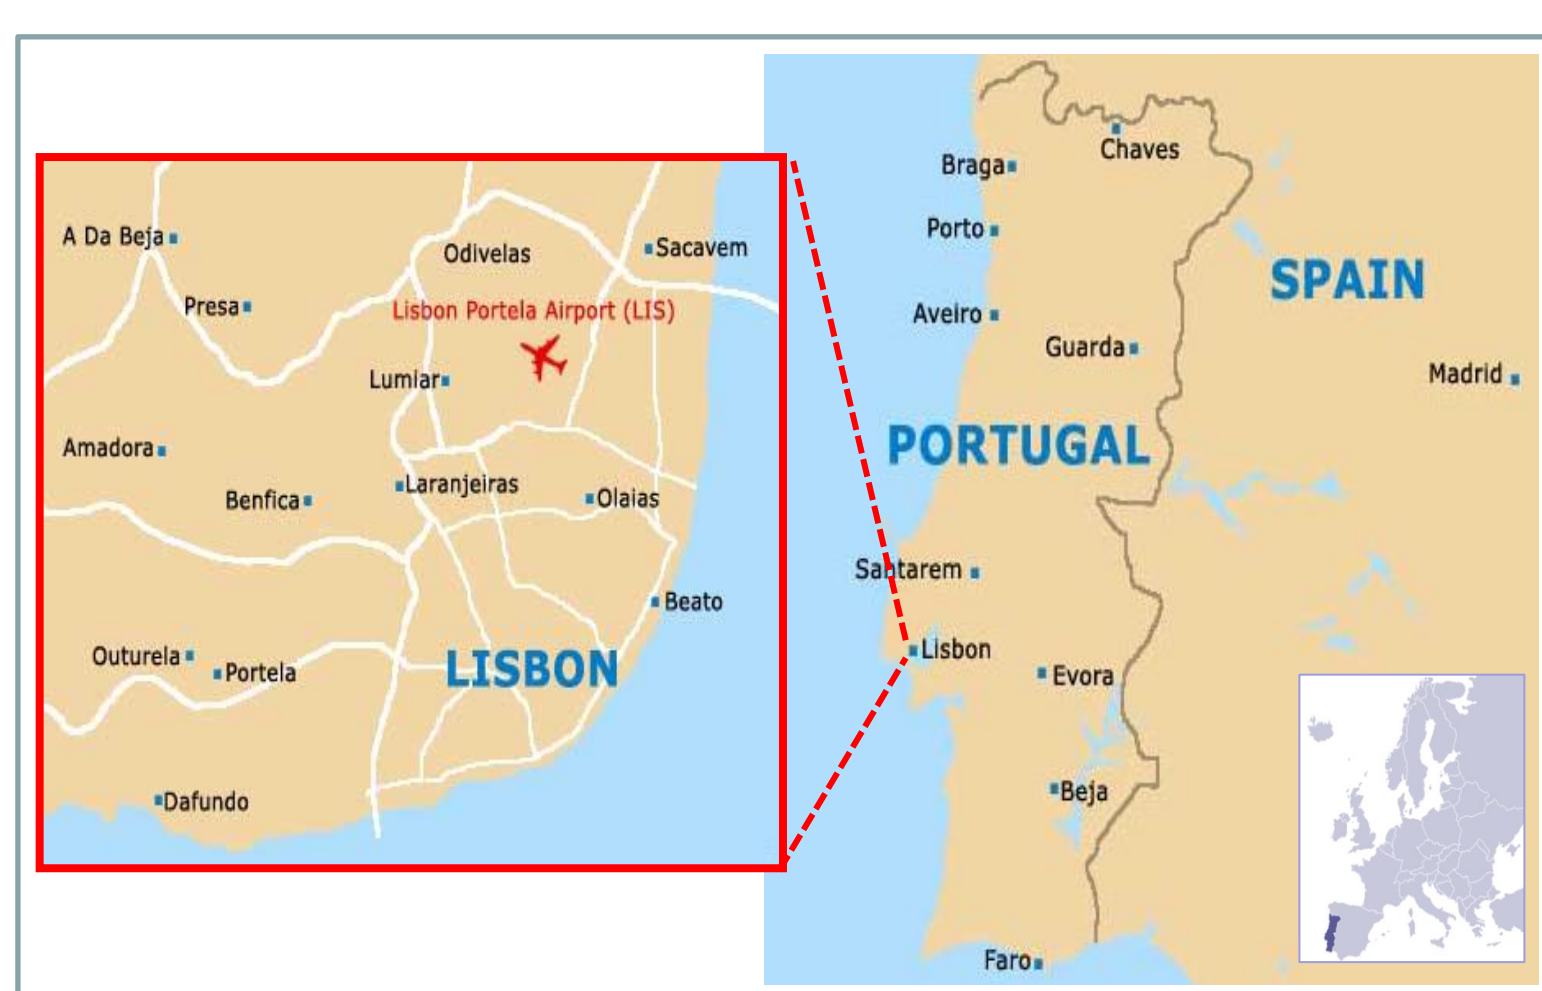 A Da Beja
Odivelas
Sacavem
Presa
Lisbon Portela Airport (LIS)
Lumiar
Amadora
Laranjeiras
Benfica
Olaias
Beato
Outurela
Portela
LISBON
Dafundo
Chaves
Braga
Porto
SPAIN
Aveiro
Guarda
Madrid
PORTUGAL
Santarem
Lisbon
Evora
Beja
Faro